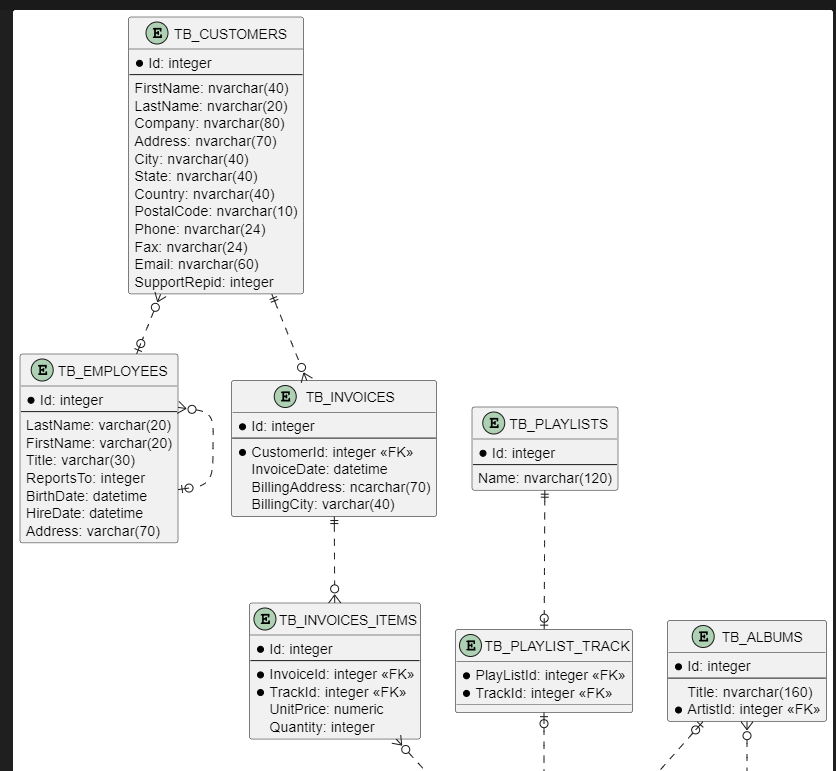 E TB_CUSTOMERS
Id: integer
FirstName: nvarchar(40)
LastName: nvarchar(20)
Company: nvarchar(80)
Address: nvarchar(70)
City: nvarchar(40)
State: nvarchar(40)
Country: nvarchar(40)
PostalCode: nvarchar(10)
Phone: nvarchar(24)
Fax: nvarchar(24)
Email: nvarchar(60)
SupportRepid: integer
E TB_EMPLOYEES
Id: integer
LastName: varchar(20)
FirstName: varchar(20)
Title: varchar(30)
ReportsTo: integer
BirthDate: datetime
HireDate: datetime
Address: varchar(70)
E TB_INVOICES
Id: integer
CustomerId: integer «FK»
InvoiceDate: datetime
BillingAddress: ncarchar(70)
BillingCity: varchar(40)
E TB_PLAYLISTS
Id: integer
Name: nvarchar(120)
E TB_INVOICES_ITEMS
Id: integer
InvoiceId: integer «FK»
TrackId: integer «FK»
UnitPrice: numeric
Quantity: integer
E TB_PLAYLIST_TRACK
PlayListId: integer «FK»
TrackId: integer «FK»
E TB_ALBUMS
Id: integer
Title: nvarchar(160)
ArtistId: integer «FK»